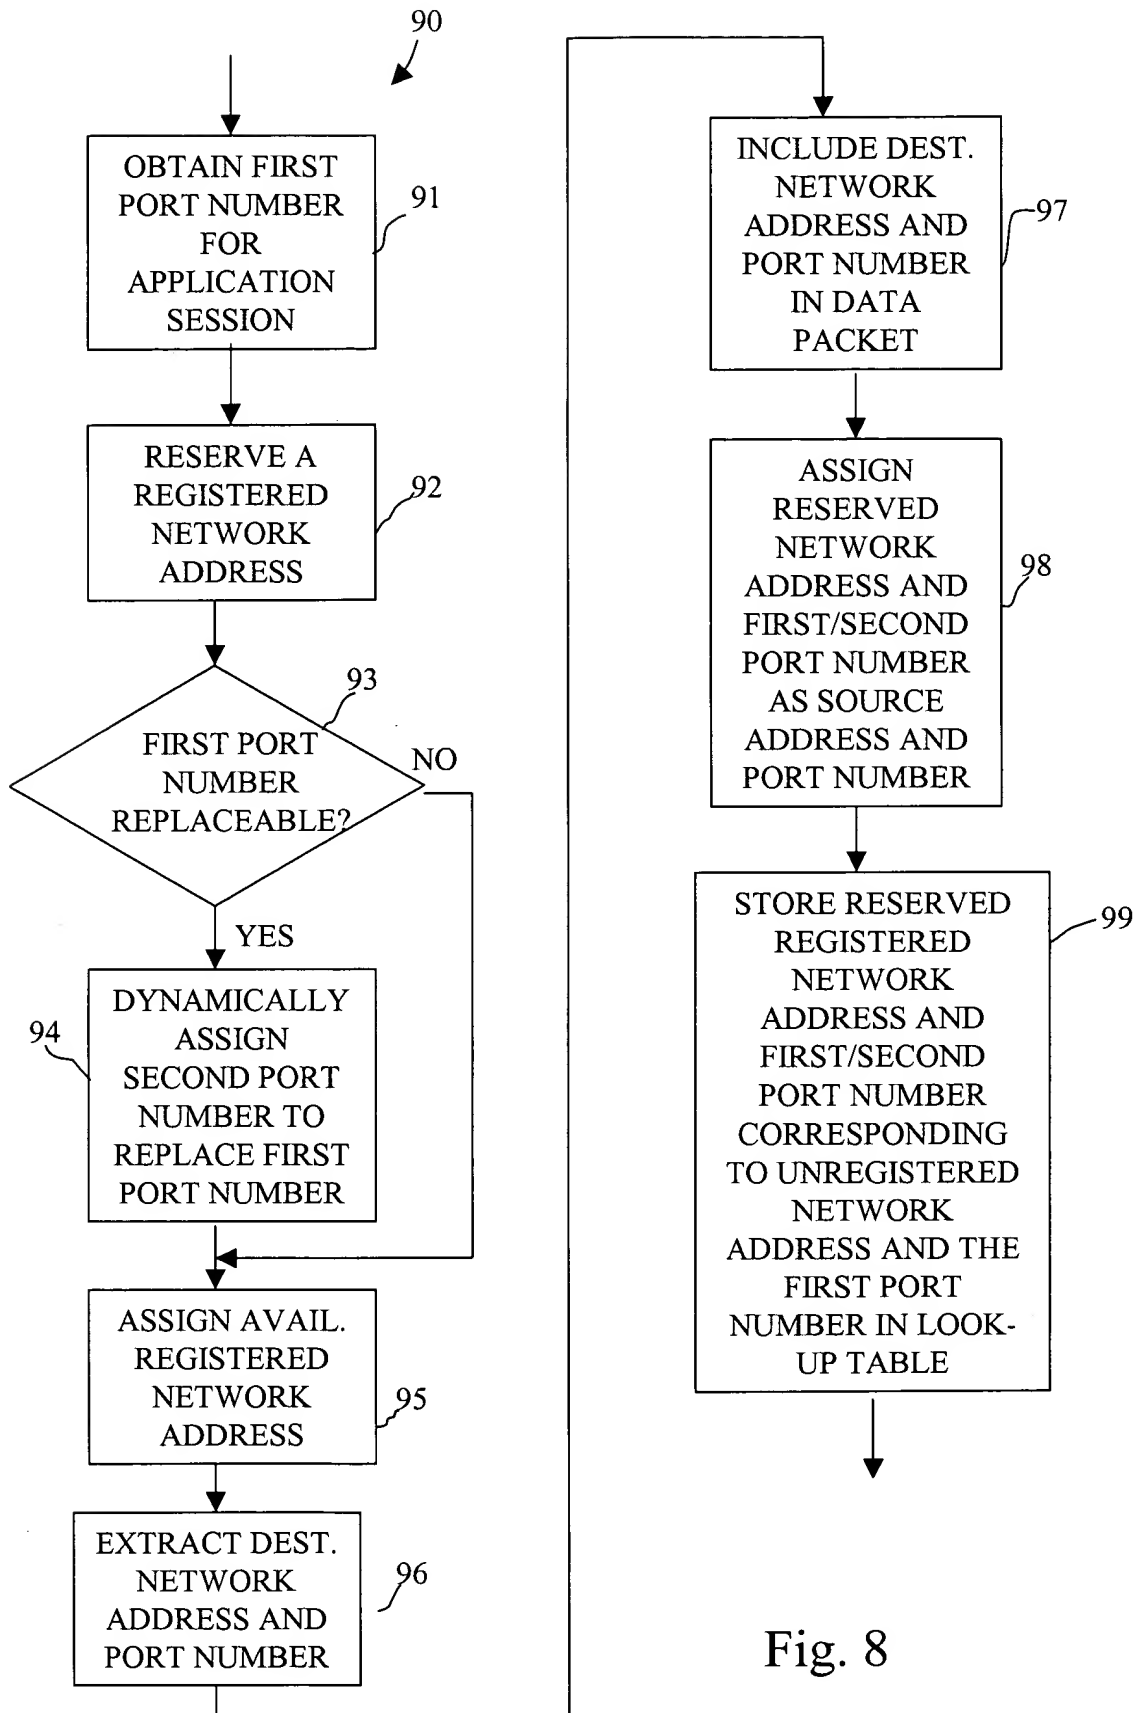 90
OBTAIN FIRST
PORT NUMBER
FOR
APPLICATION
SESSION
91
RESERVE A
REGISTERED
NETWORK
ADDRESS
92
93
FIRST PORT
NUMBER
REPLACEABLE?
NO
YES
DYNAMICALLY
ASSIGN
SECOND PORT
NUMBER TO
REPLACE FIRST
PORT NUMBER
94
ASSIGN AVAIL.
REGISTERED
NETWORK
ADDRESS
95
EXTRACT DEST.
NETWORK
ADDRESS AND
PORT NUMBER
96
INCLUDE DEST.
NETWORK
ADDRESS AND
PORT NUMBER
IN DATA
PACKET
97
ASSIGN
RESERVED
NETWORK
ADDRESS AND
FIRST/SECOND
PORT NUMBER
AS SOURCE
ADDRESS AND
PORT NUMBER
98
STORE RESERVED
REGISTERED
NETWORK
ADDRESS AND
FIRST/SECOND
PORT NUMBER
CORRESPONDING
TO UNREGISTERED
NETWORK
ADDRESS AND THE
FIRST PORT
NUMBER IN LOOK-
UP TABLE
99
Fig. 8